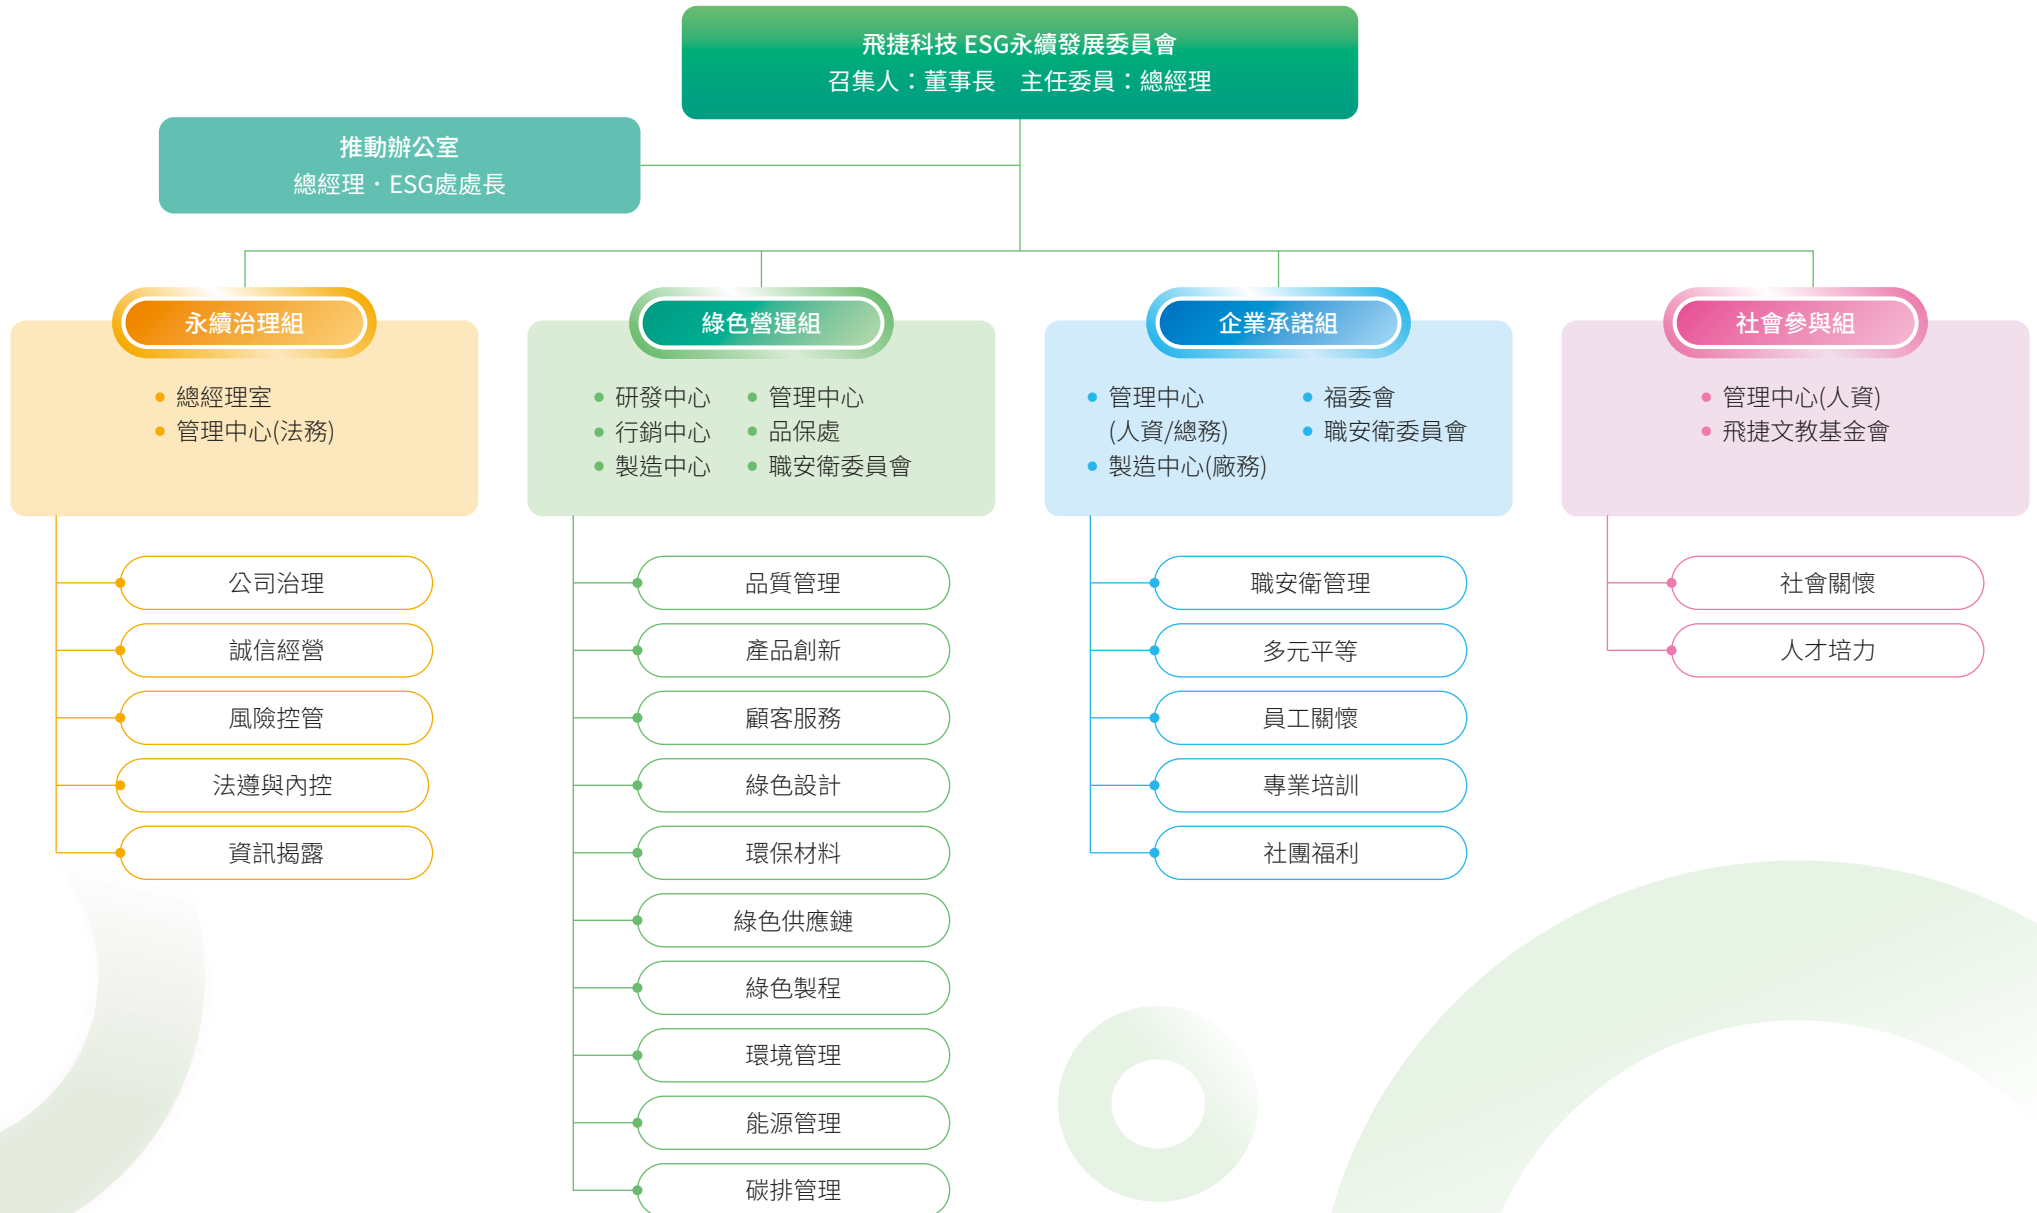 飛捷科技 ESG永續發展委員會
召集人：董事長　主任委員：總經理
推動辦公室
總經理．ESG處處長
永續治理組
• 總經理室
• 管理中心(法務)
公司治理
誠信經營
風險控管
法遵與內控
資訊揭露
綠色營運組
• 研發中心
• 行銷中心
• 製造中心
• 管理中心
• 品保處
• 職安衛委員會
品質管理
產品創新
顧客服務
綠色設計
環保材料
綠色供應鏈
綠色製程
環境管理
能源管理
碳排管理
企業承諾組
• 管理中心
(人資/總務)
• 製造中心(廠務)
• 福委會
• 職安衛委員會
職安衛管理
多元平等
員工關懷
專業培訓
社團福利
社會參與組
• 管理中心(人資)
• 飛捷文教基金會
社會關懷
人才培力